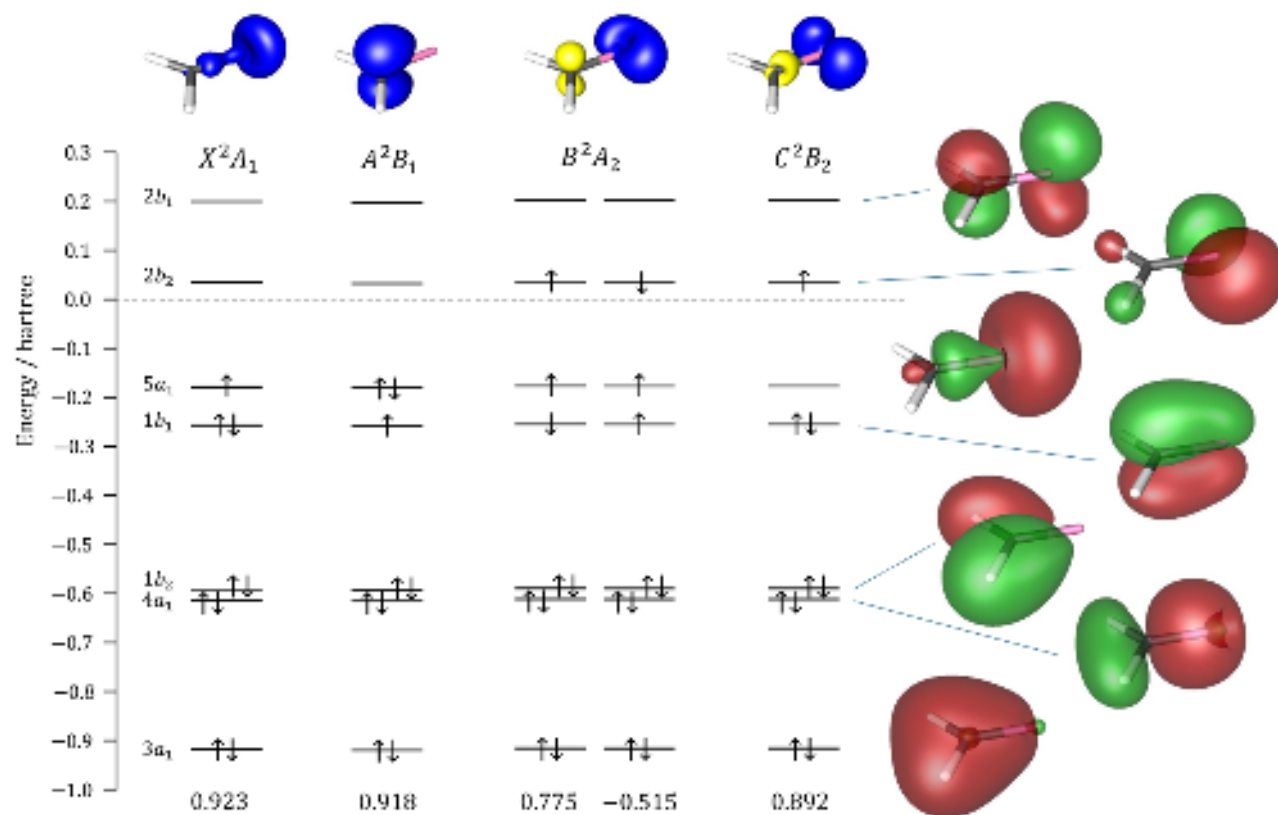 X²A₁ A²B₁ B²A₂ C²B₂
0.3
2b₁
0.2
0.1
2b₂
0.0
−0.1
5a₁
−0.2
1b₁
−0.3
−0.4
−0.5
1b₂
−0.6
4a₁
−0.7
−0.8
3a₁
−0.9
−1.0
Energy / hartree
0.923 0.918 0.775 −0.515 0.892